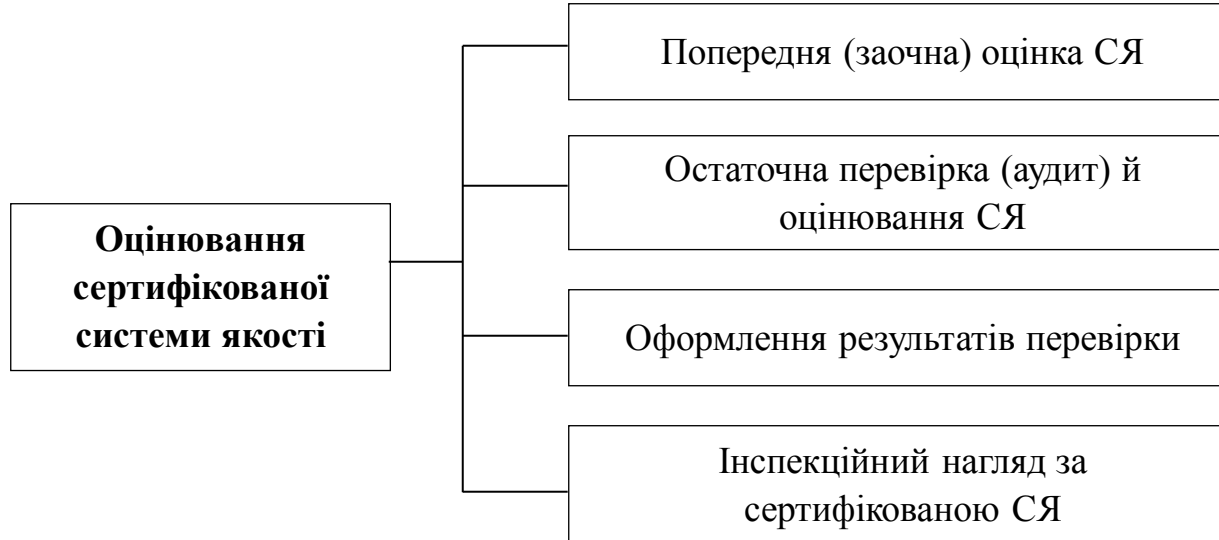 Оцінювання
сертифікованої
системи якості
Попередня (заочна) оцінка СЯ
Остаточна перевірка (аудит) й
оцінювання СЯ
Оформлення результатів перевірки
Інспекційний нагляд за
сертифікованою СЯ